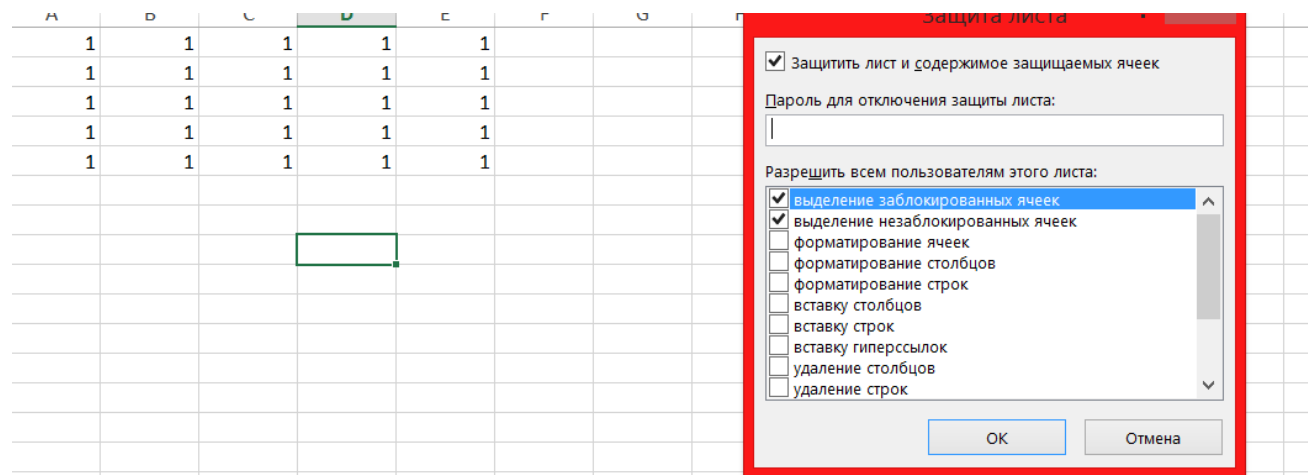 A B C D E F G
Защита листа
1 1 1 1 1
1 1 1 1 1
1 1 1 1 1
1 1 1 1 1
1 1 1 1 1
Защитить лист и содержимое защищаемых ячеек
Пароль для отключения защиты листа:
Разрешить всем пользователям этого листа:
выделение заблокированных ячеек
выделение незаблокированных ячеек
форматирование ячеек
форматирование столбцов
форматирование строк
вставку столбцов
вставку строк
вставку гиперссылок
удаление столбцов
удаление строк
ОК Отмена